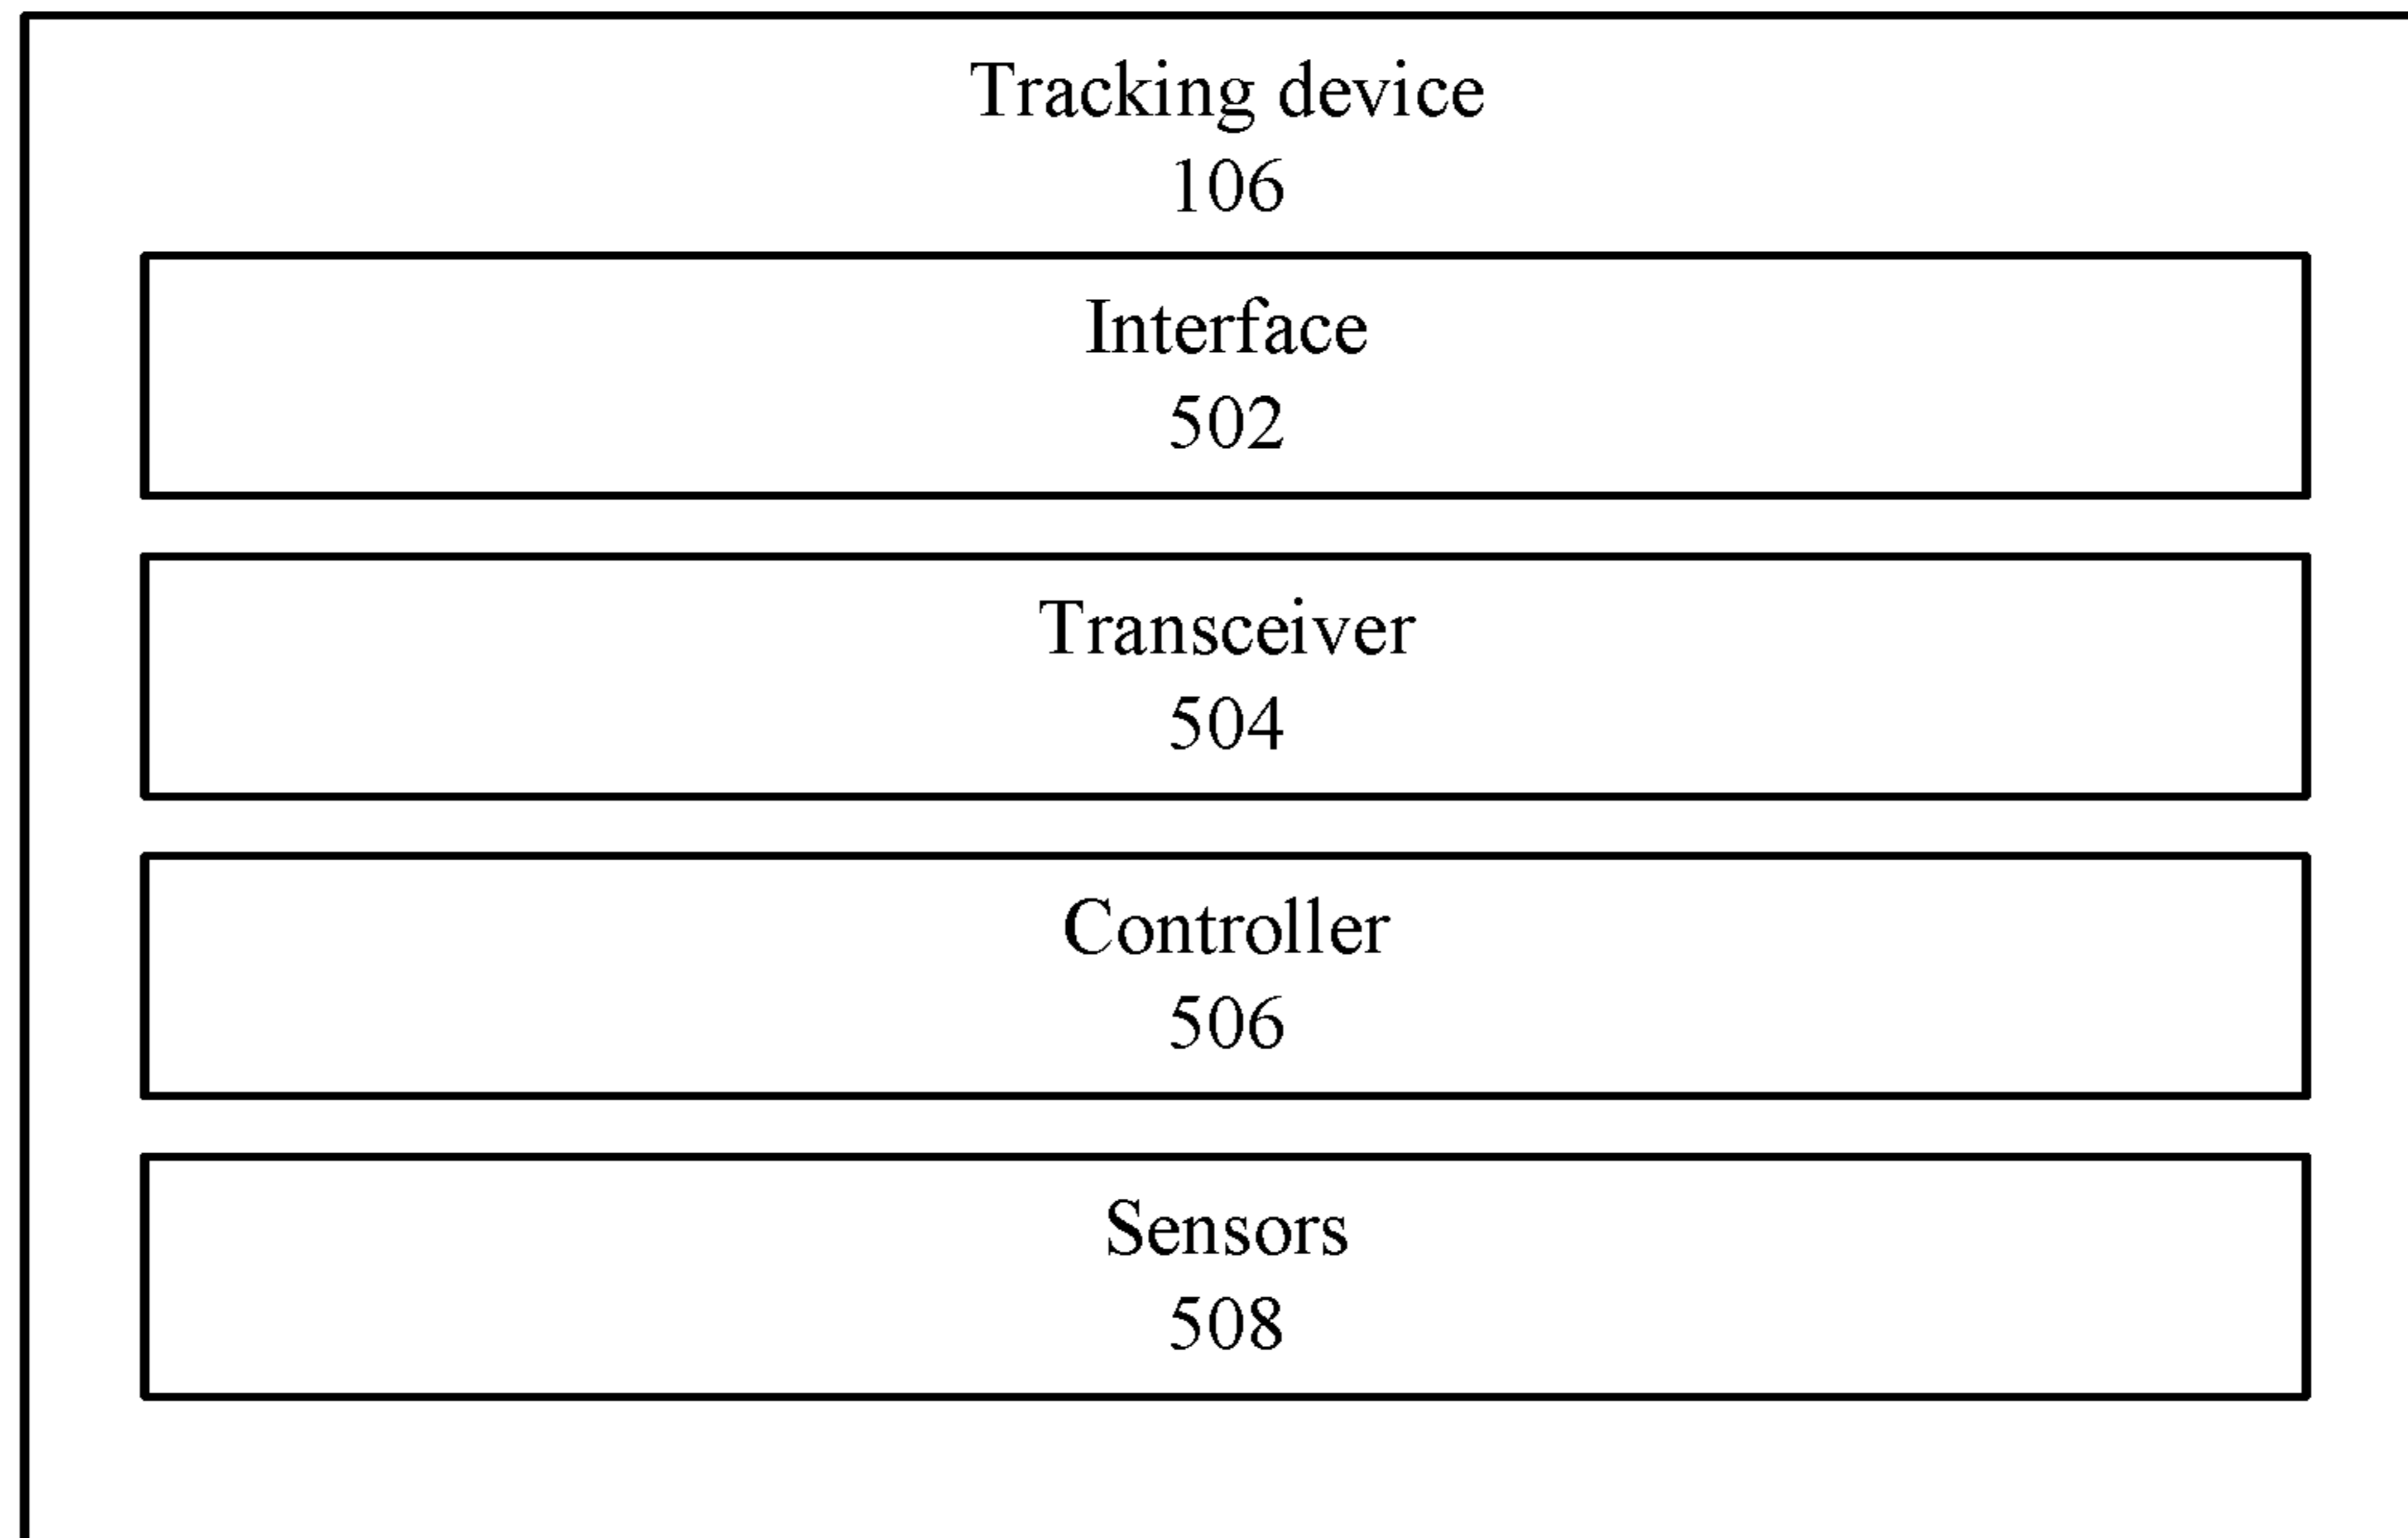 Tracking device
106
Interface
502
Transceiver
504
Controller
506
Sensors
508